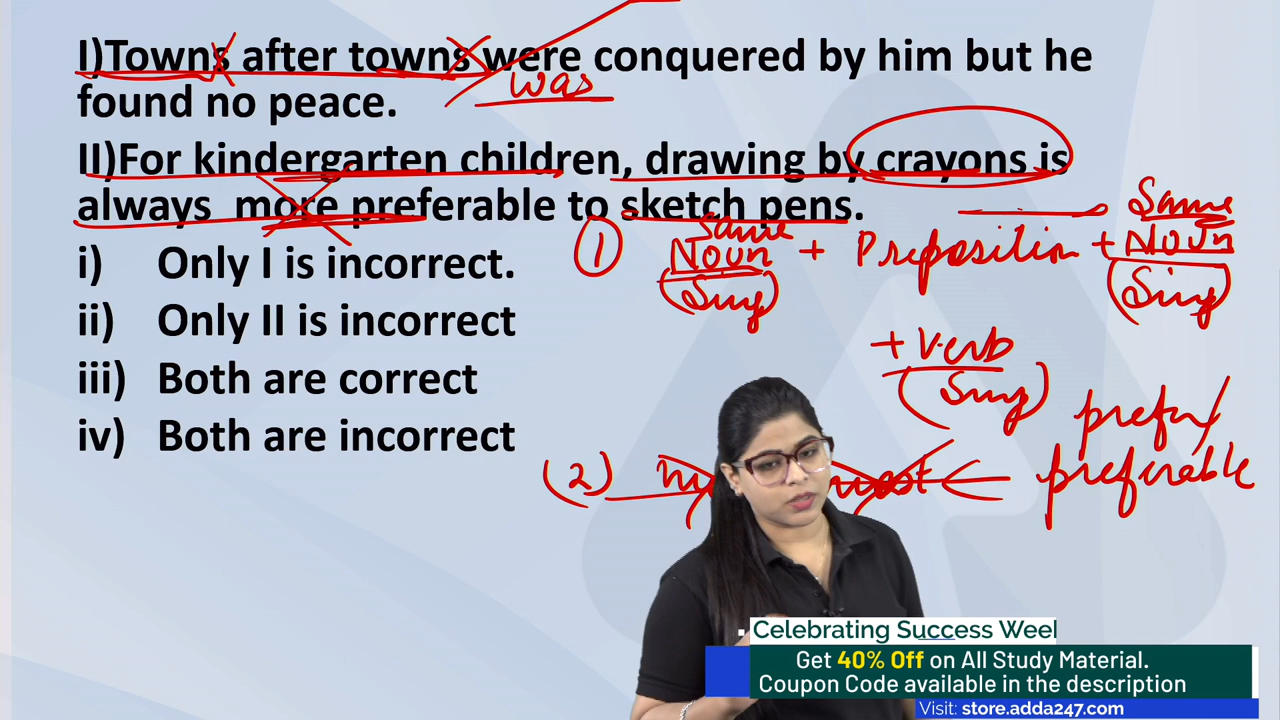 I)Towns after towns were conquered by him but he
was
found no peace.
II)For kindergarten children, drawing by crayons is
always more preferable to sketch pens.
i) Only I is incorrect.
ii) Only II is incorrect
iii) Both are correct
iv) Both are incorrect
1 Same Noun + Preposition + Same Noun
(Sing) (Sing)
+ Verb
(Sing)
prefer/
(2) most preferable
Celebrating Success Weel
Get 40% Off on All Study Material.
Coupon Code available in the description
Visit: store.adda247.com